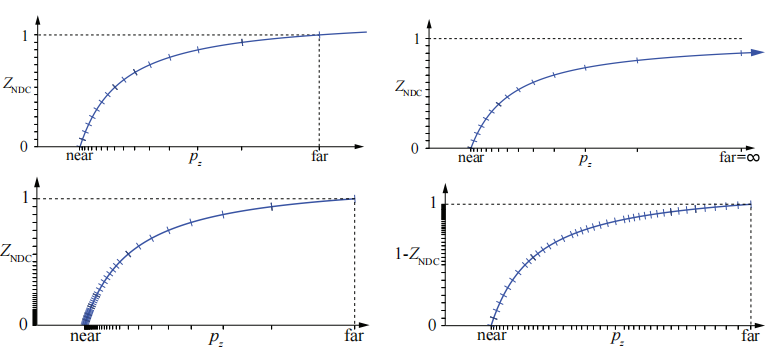 1
Z_NDC
0
near
p_z
far
1
Z_NDC
0
near
p_z
far=∞
1
Z_NDC
0
near
p_z
far
1
1-Z_NDC
0
near
p_z
far